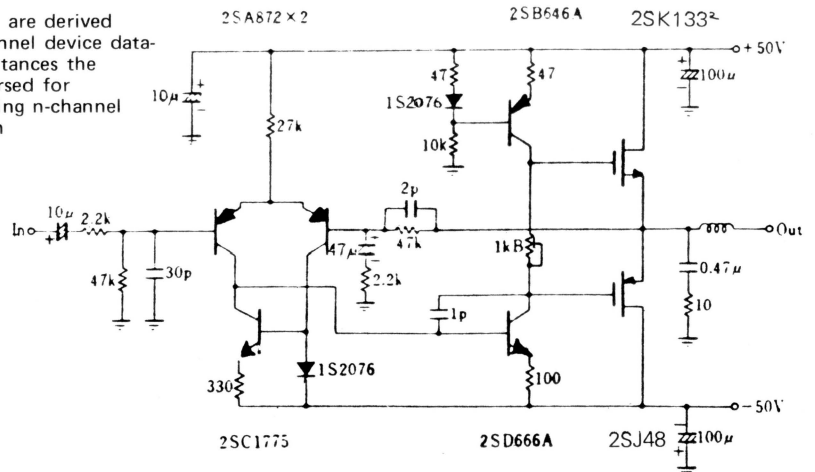 are derived
nnel device data-
tances the
rsed for
ng n-channel
2SA872×2
2SB646A
2SK133²
+50V
100µ
47
47
1S2076
10µ
27k
10k
2p
10µ
2.2k
In
47k
1kB
Out
47µ
0.47µ
47k
30p
2.2k
1p
10
1S2076
330
100
-50V
2SC1775
2SD666A
2SJ48
100µ